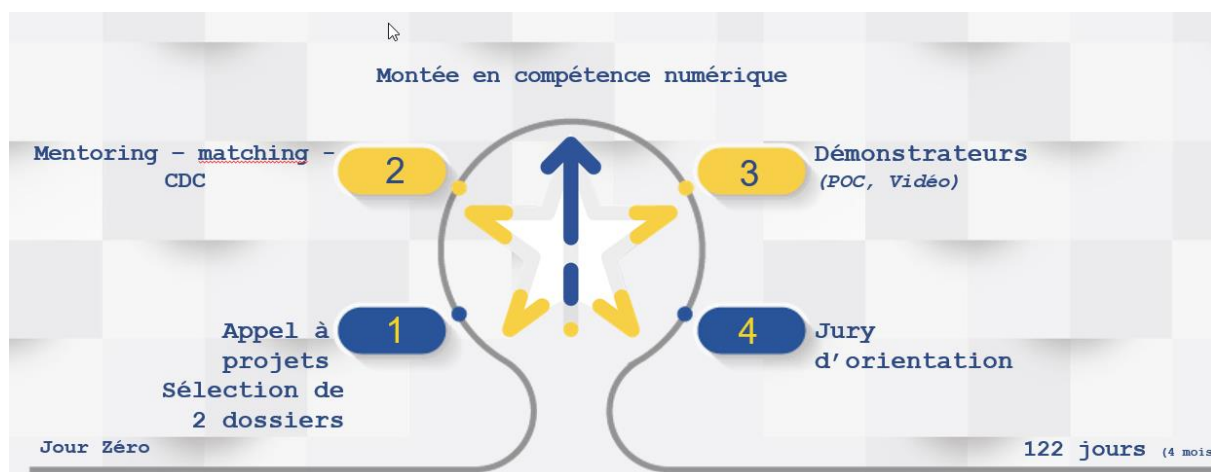 Montée en compétence numérique
Mentoring – matching –
CDC
2
3
Démonstrateurs
(POC, Vidéo)
Appel à
projets
Sélection de
2 dossiers
1
4
Jury
d’orientation
Jour Zéro
122 jours (4 mois